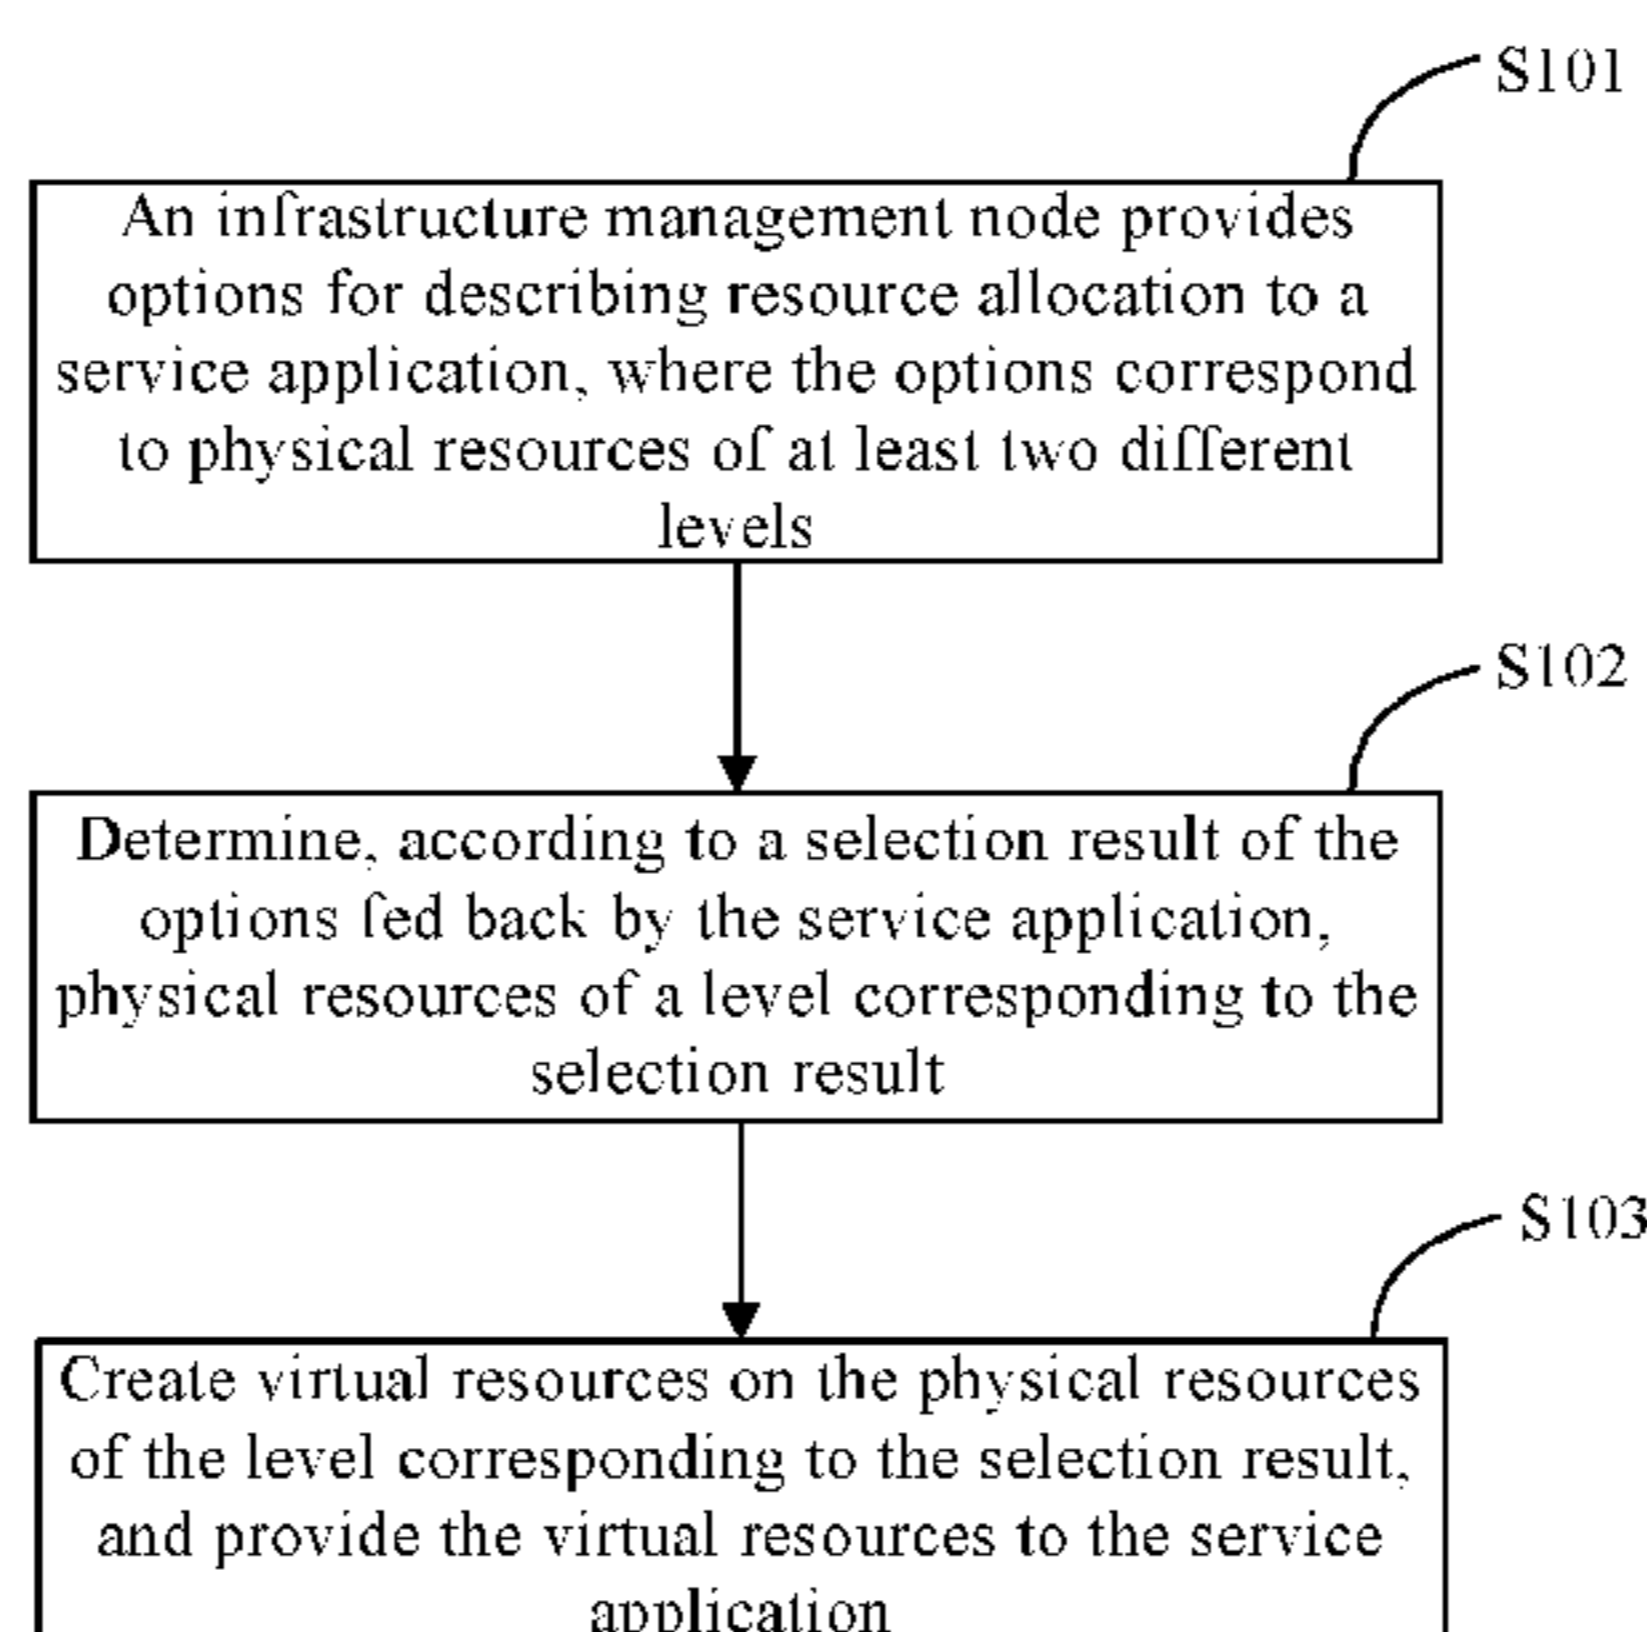 S101
An infrastructure management node provides
options for describing resource allocation to a
service application, where the options correspond
to physical resources of at least two different
levels
S102
Determine, according to a selection result of the
options fed back by the service application,
physical resources of a level corresponding to the
selection result
S103
Create virtual resources on the physical resources
of the level corresponding to the selection result,
and provide the virtual resources to the service
application